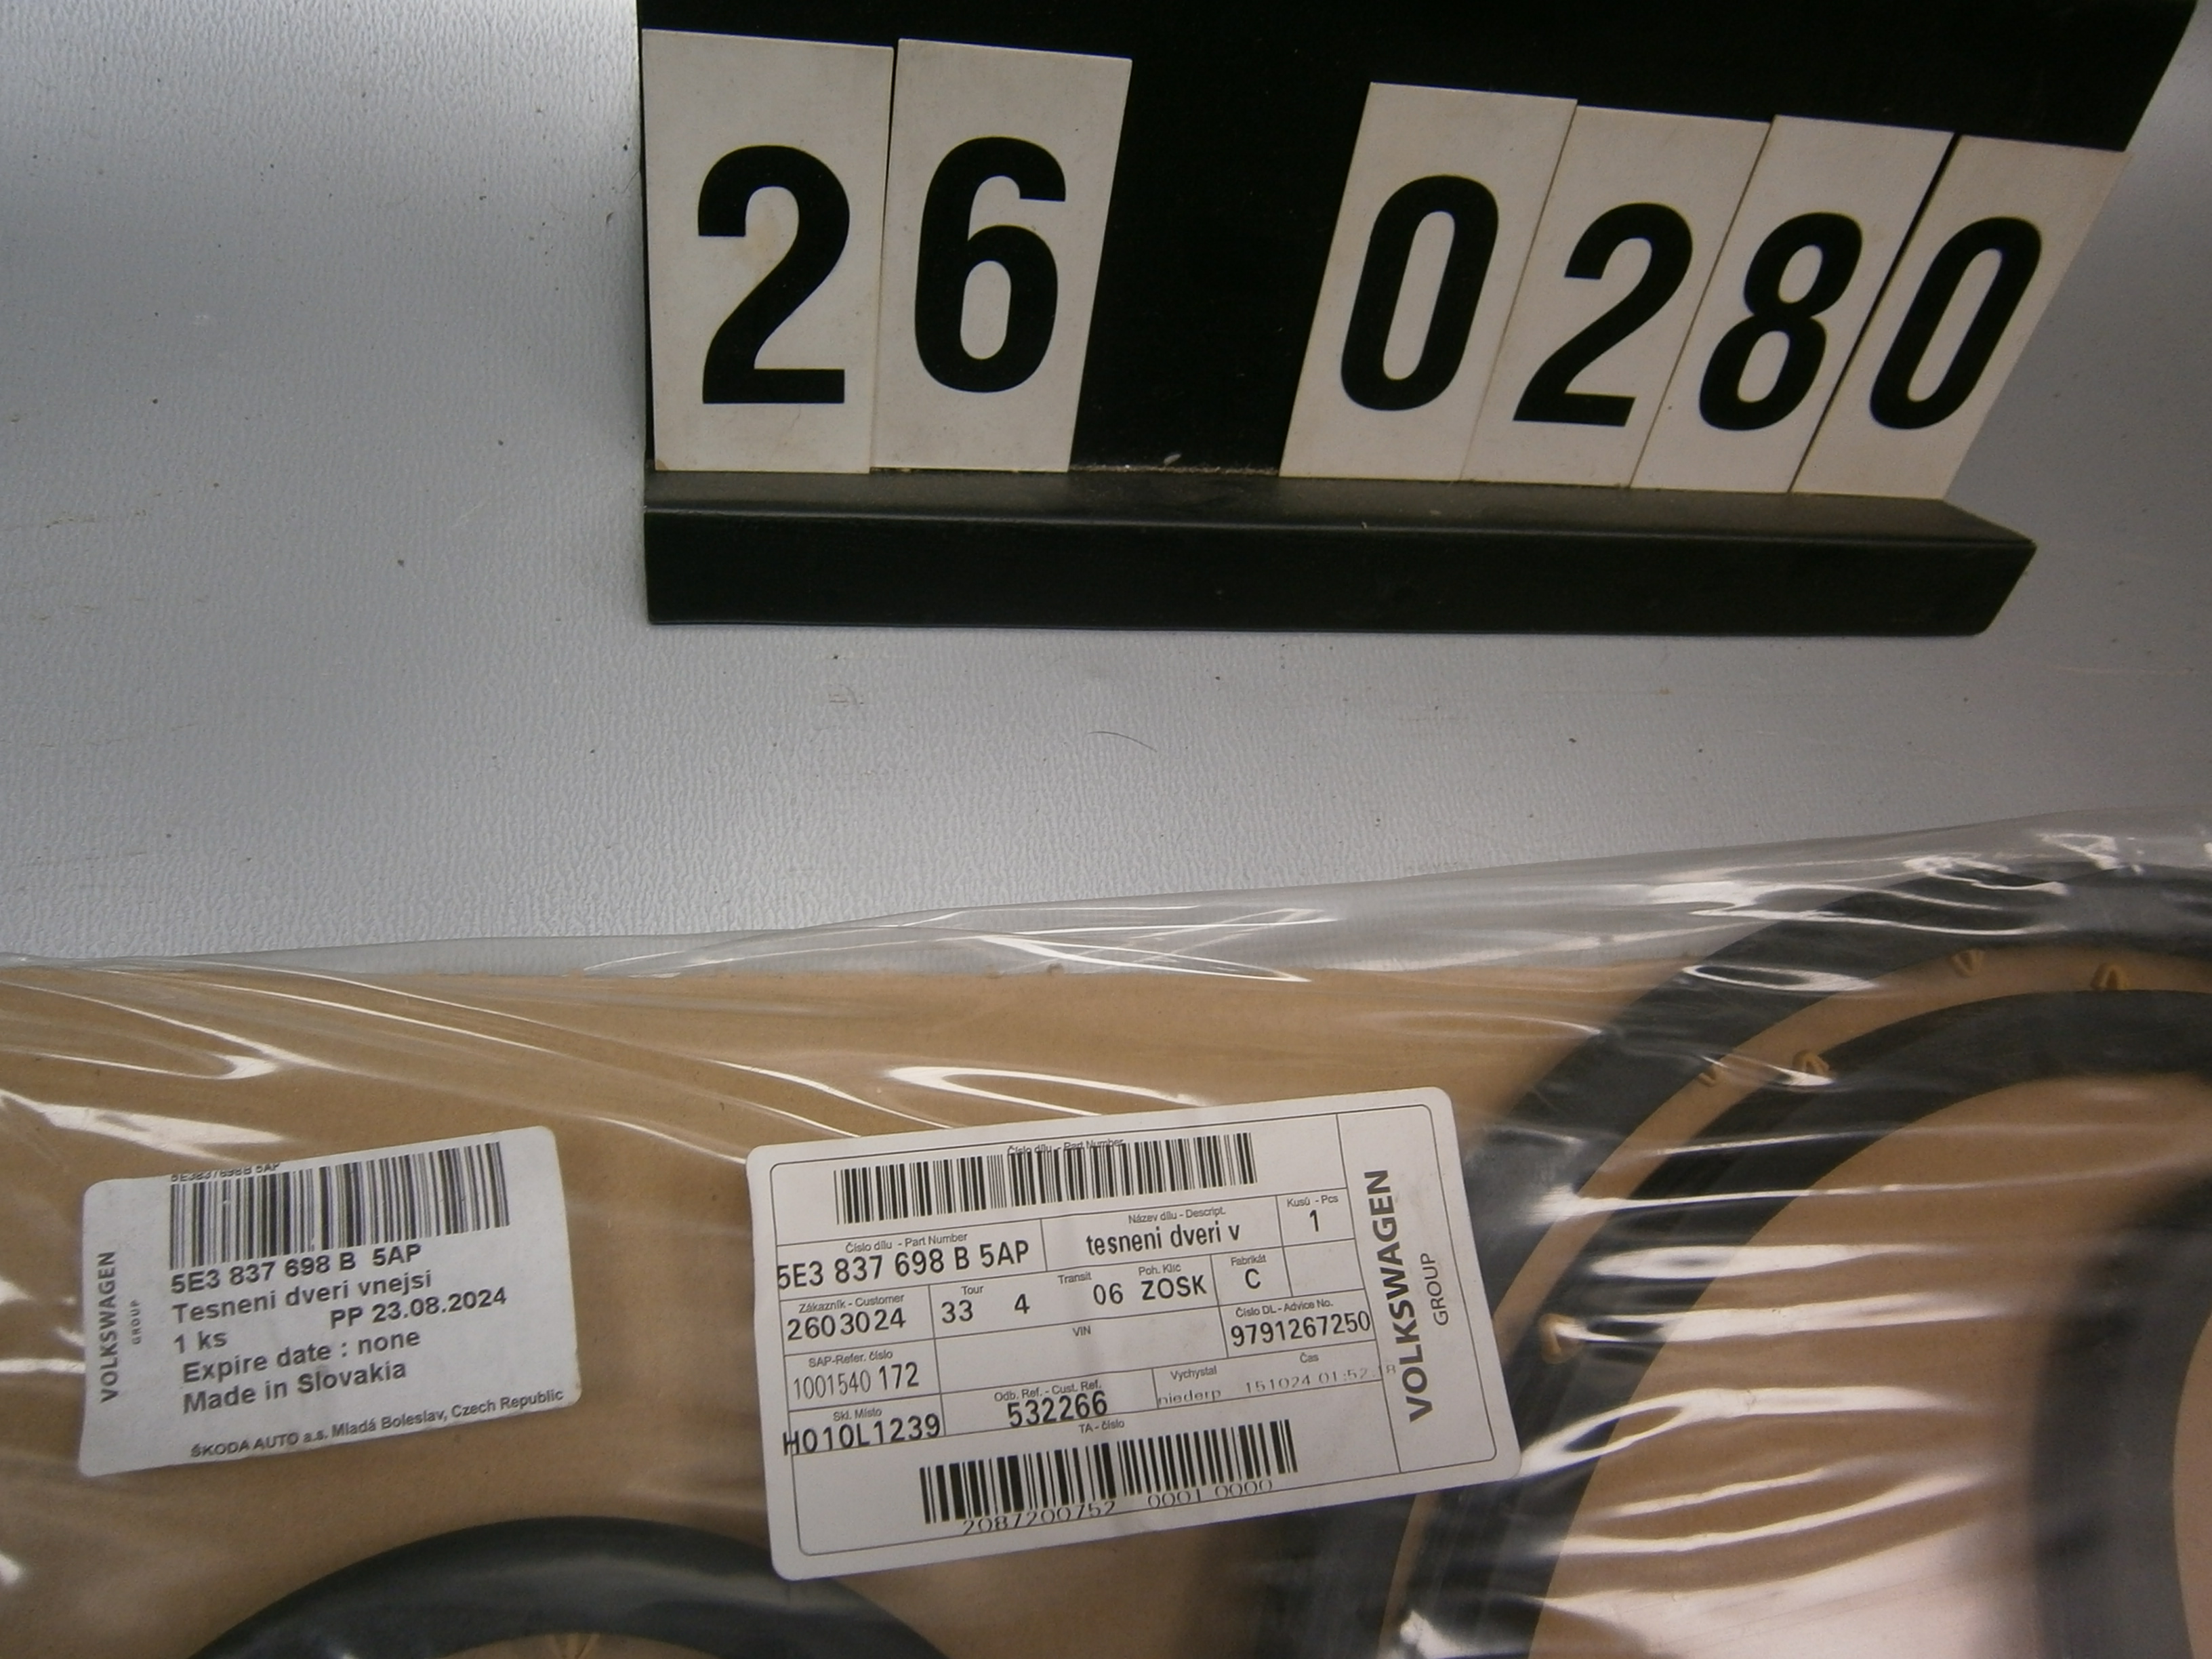 26 0280
5E3837698B 5AP
5E3 837 698 B 5AP
Tesneni dveri vnejsi
1 ks PP 23.08.2024
Expire date : none
Made in Slovakia
ŠKODA AUTO a.s. Mladá Boleslav, Czech Republic
VOLKSWAGEN
GROUP
Číslo dílu - Part Number
Číslo dílu - Part Number
5E3 837 698 B 5AP
Název dílu - Descript.
tesneni dveri v
Kusů - Pcs
1
Zákazník - Customer
2603024
Tour
33 4
Transit
06
Poh. Klíc
ZOSK
Fabrikát
C
SAP-Refer. číslo
1001540 172
VIN
Číslo DL - Advice No.
9791267250
Skl. Místo
H010L1239
Odb. Ref. - Cust. Ref.
532266
Vychystal
niederp
Čas
151024 01:52:18
TA - číslo
2087200752 0001 0000
VOLKSWAGEN
GROUP